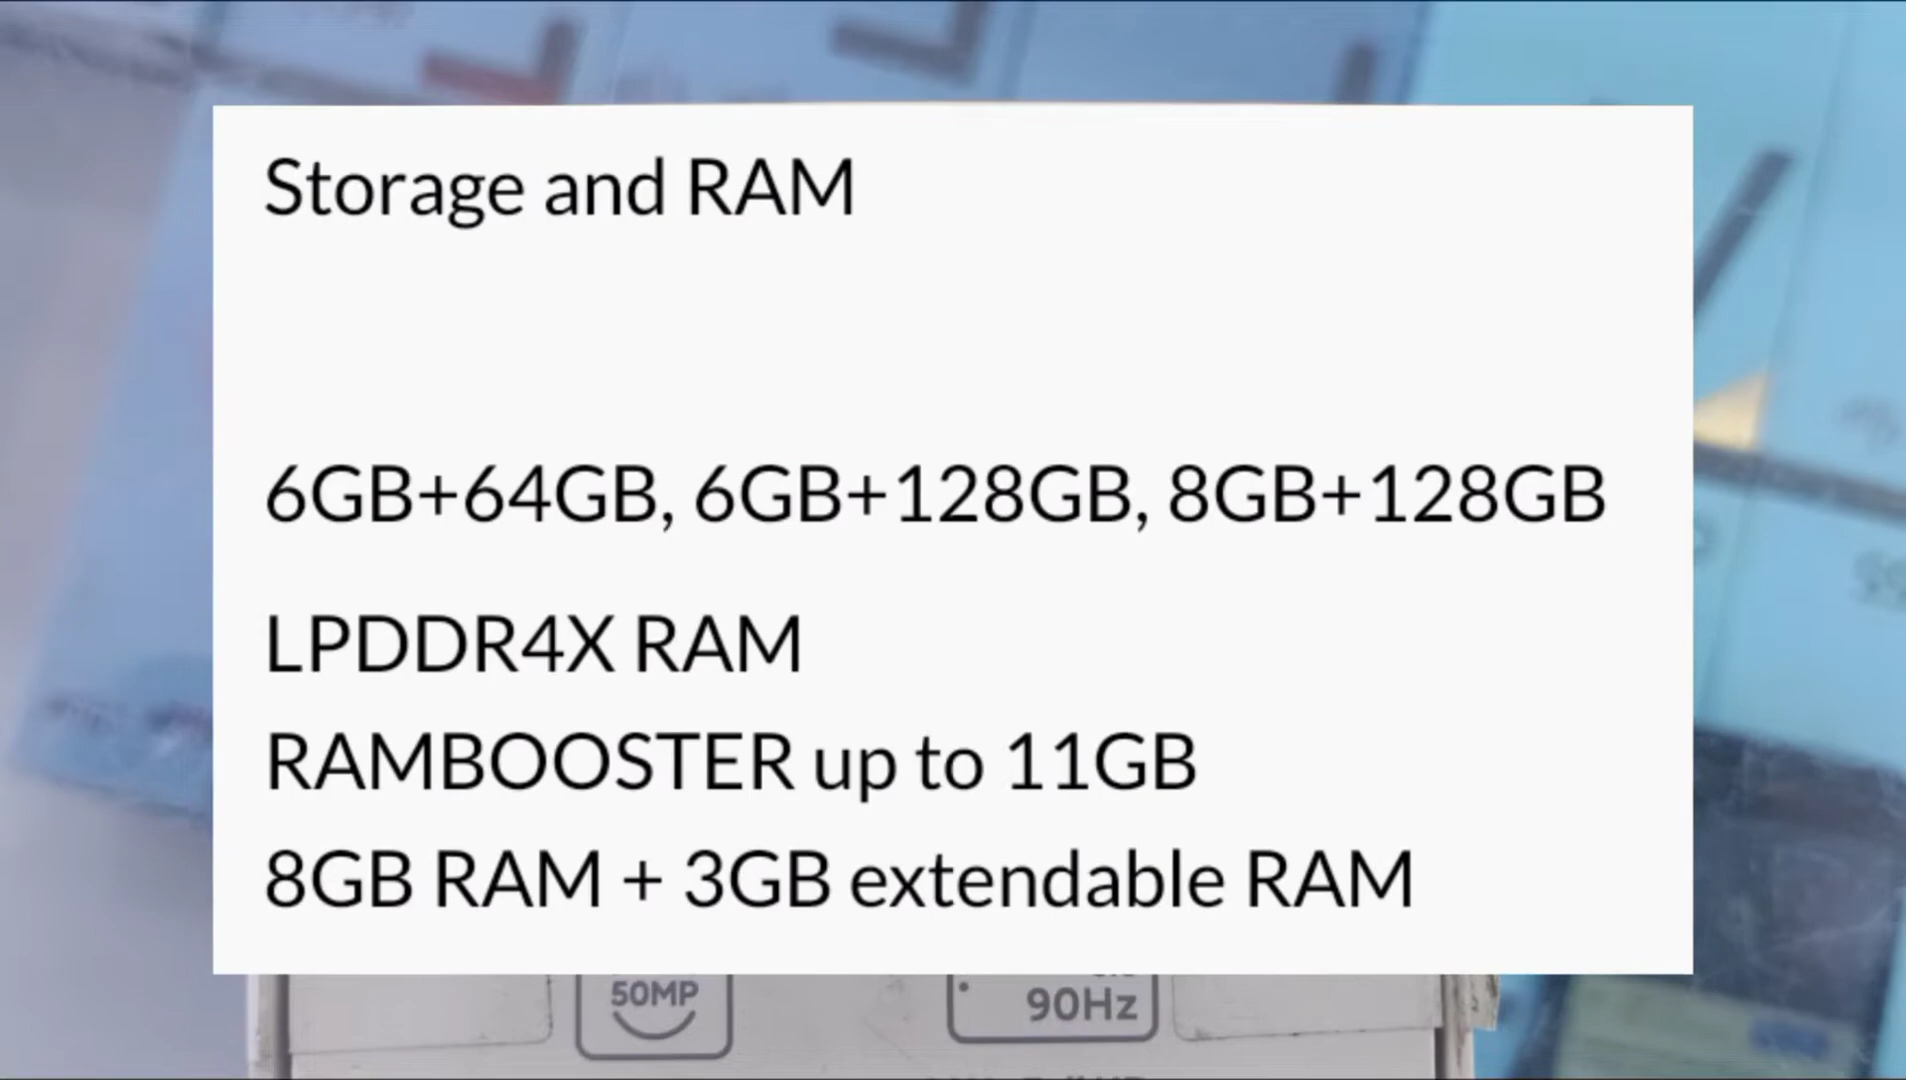 Storage and RAM
6GB+64GB, 6GB+128GB, 8GB+128GB
LPDDR4X RAM
RAMBOOSTER up to 11GB
8GB RAM + 3GB extendable RAM
50MP
90Hz